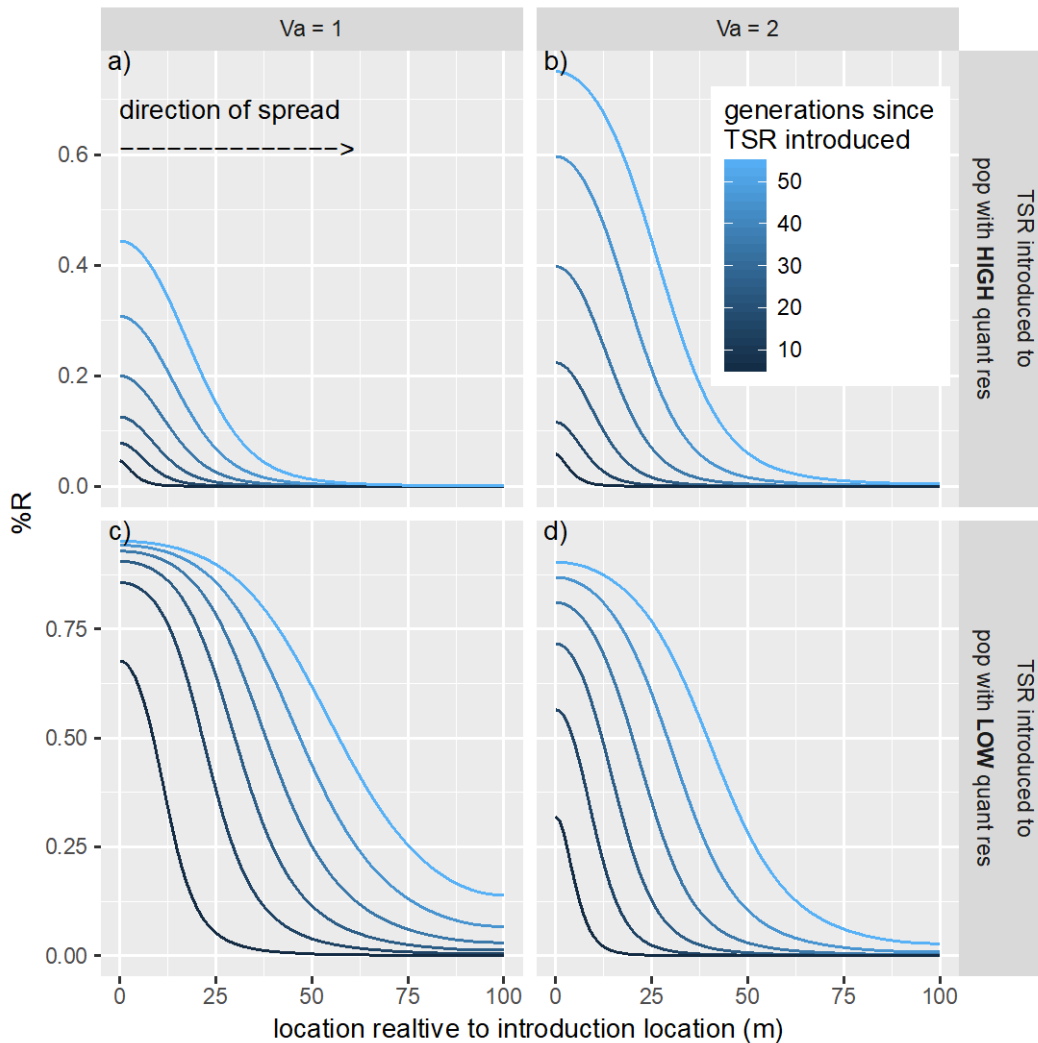 Va = 1
Va = 2
a)
b)
direction of spread
-------------->
generations since
TSR introduced
50
40
30
20
10
0.6
0.4
0.2
0.0
TSR introduced to
pop with HIGH quant res
%R
c)
d)
0.75
0.50
0.25
0.00
TSR introduced to
pop with LOW quant res
0
25
50
75
100
0
25
50
75
100
location realtive to introduction location (m)